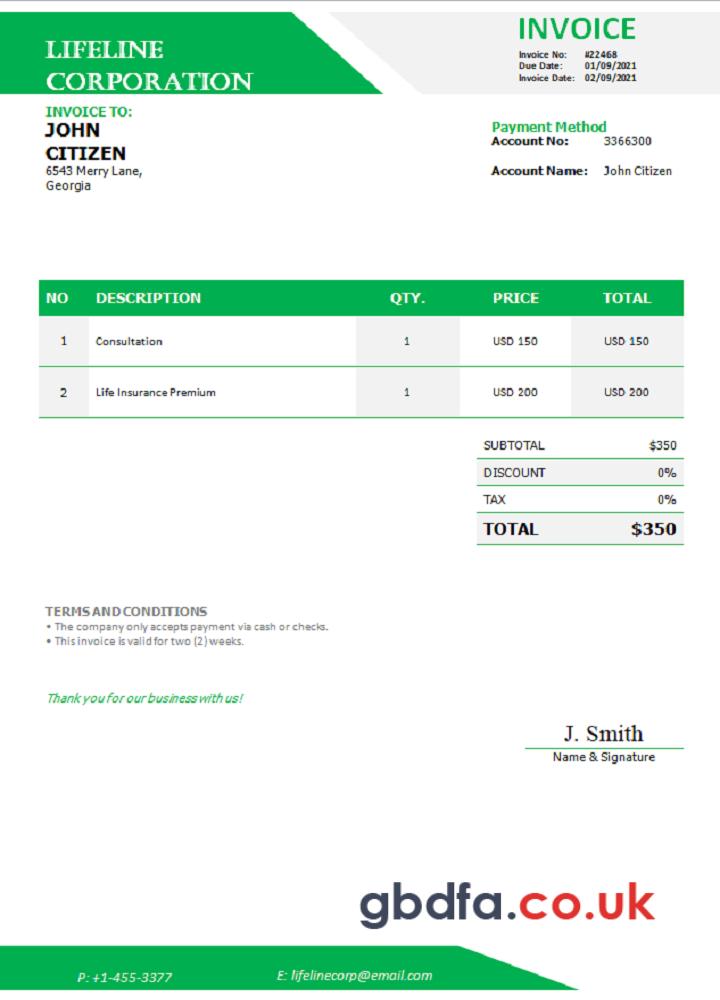 LIFELINE
CORPORATION
INVOICE
Invoice No: #22468
Due Date: 01/09/2021
Invoice Date: 02/09/2021
INVOICE TO:
JOHN
CITIZEN
6543 Merry Lane,
Georgia
Payment Method
Account No: 3366300
Account Name: John Citizen
NO DESCRIPTION QTY. PRICE TOTAL
1 Consultation 1 USD 150 USD 150
2 Life Insurance Premium 1 USD 200 USD 200
SUBTOTAL $350
DISCOUNT 0%
TAX 0%
TOTAL $350
TERMS AND CONDITIONS
• The company only accepts payment via cash or checks.
• This invoice is valid for two (2) weeks.
Thank you for our business with us!
J. Smith
Name & Signature
gbdfa.co.uk
P: +1-455-3377 E: lifelinecorp@email.com